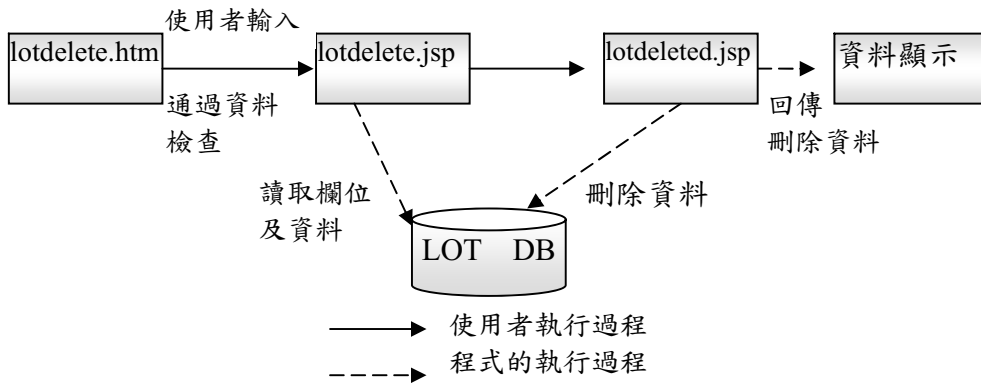 使用者輸入
lotdelete.htm
lotdelete.jsp
lotdeleted.jsp
資料顯示
通過資料
檢查
回傳
刪除資料
讀取欄位
及資料
刪除資料
LOT DB
使用者執行過程
程式的執行過程